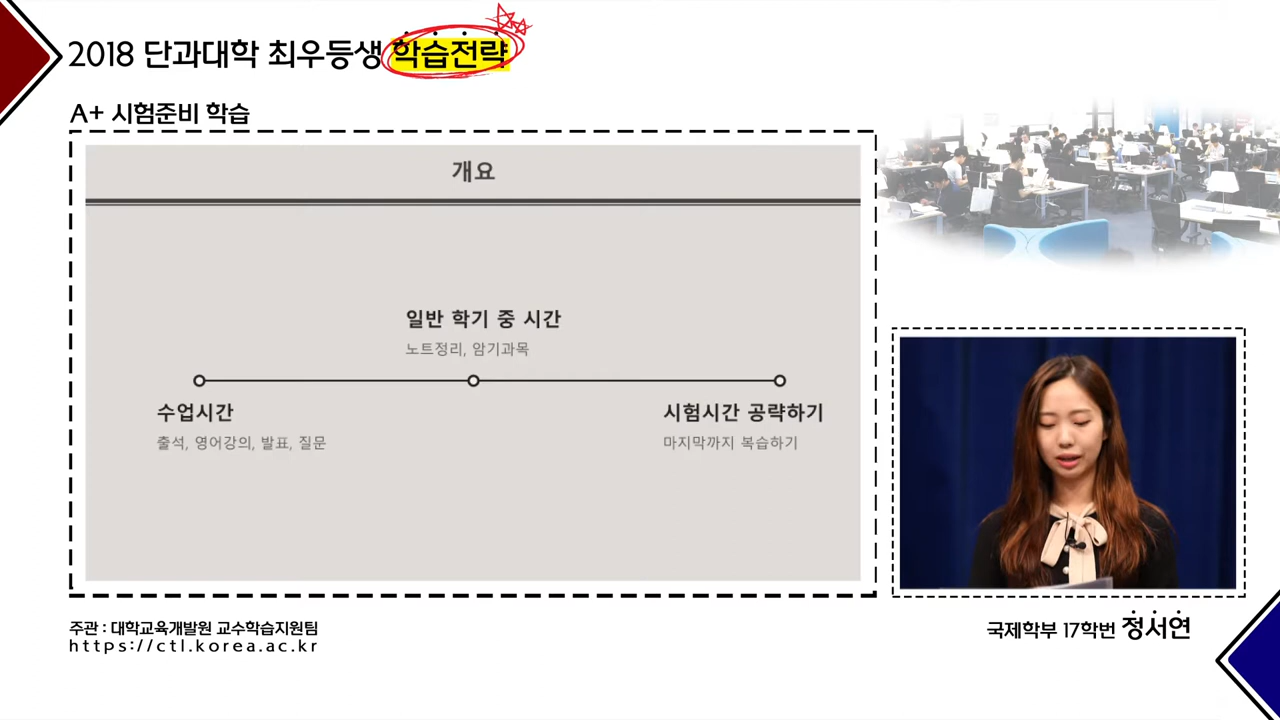 2018 단과대학 최우등생 학습전략
A+ 시험준비 학습
개요
일반 학기 중 시간
노트정리, 암기과목
수업시간
출석, 영어강의, 발표, 질문
시험시간 공략하기
마지막까지 복습하기
주관 : 대학교육개발원 교수학습지원팀
https://ctl.korea.ac.kr
국제학부 17학번 정서연